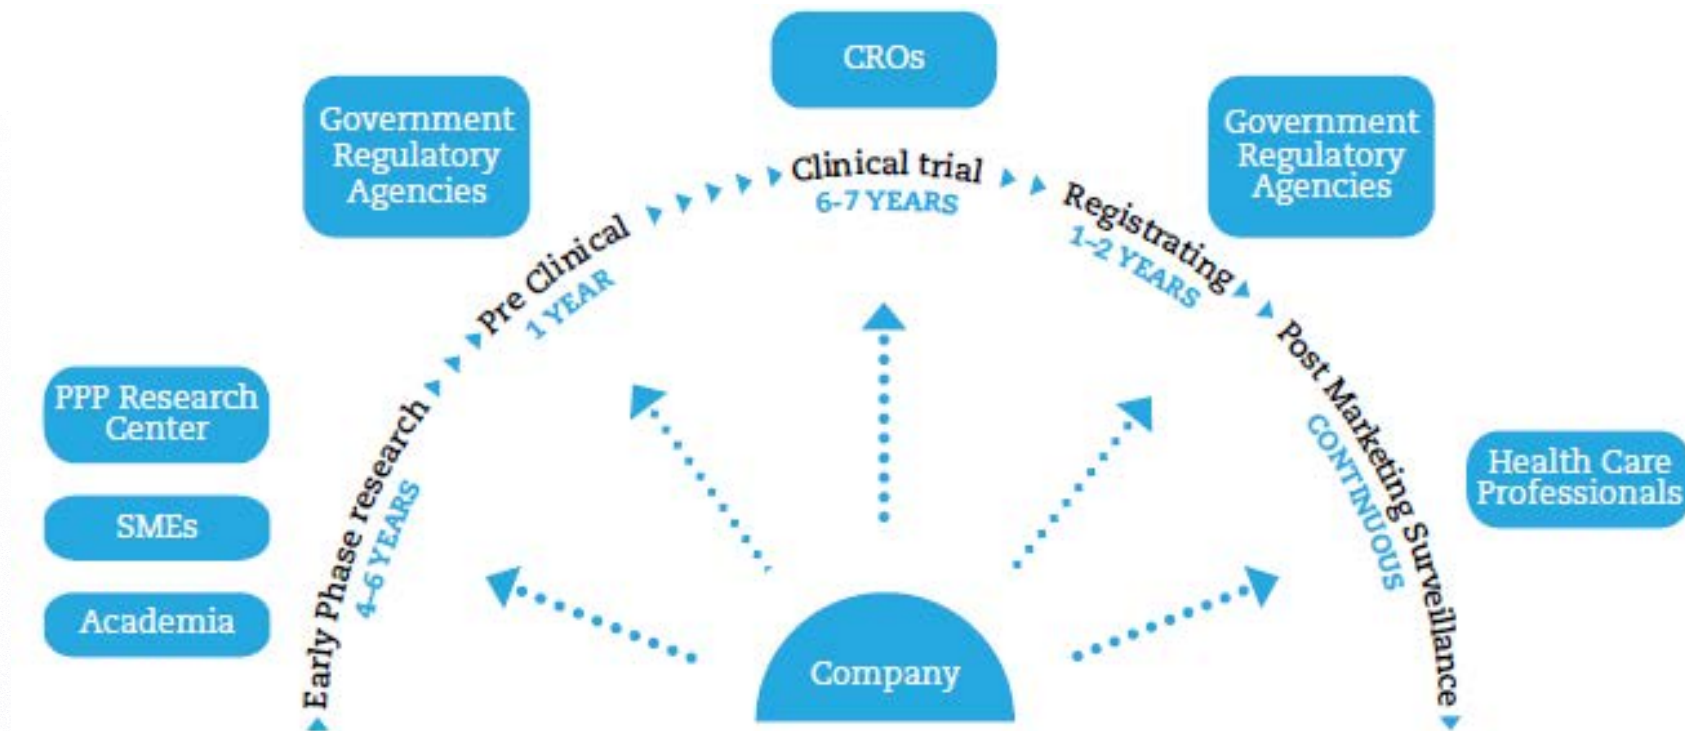 CROs
Government
Regulatory
Agencies
Government
Regulatory
Agencies
Clinical trial
6-7 YEARS
Pre Clinical
1 YEAR
Registrating
1-2 YEARS
PPP Research
Center
SMEs
Academia
Early Phase research
4-6 YEARS
Post Marketing Surveillance
CONTINUOUS
Health Care
Professionals
Company